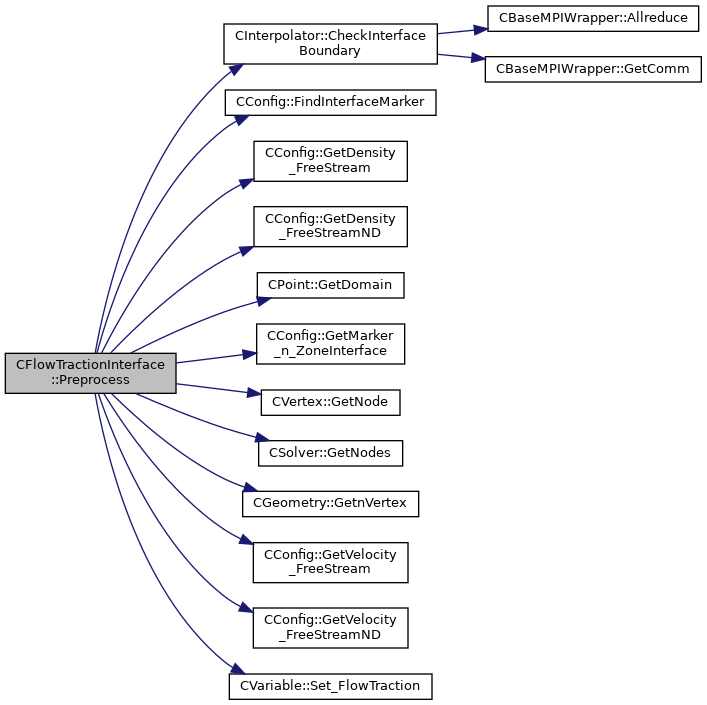 CInterpolator::CheckInterface
Boundary
CBaseMPIWrapper::Allreduce
CBaseMPIWrapper::GetComm
CConfig::FindInterfaceMarker
CConfig::GetDensity
_FreeStream
CConfig::GetDensity
_FreeStreamND
CPoint::GetDomain
CConfig::GetMarker
_n_ZoneInterface
CFlowTractionInterface
::Preprocess
CVertex::GetNode
CSolver::GetNodes
CGeometry::GetnVertex
CConfig::GetVelocity
_FreeStream
CConfig::GetVelocity
_FreeStreamND
CVariable::Set_FlowTraction